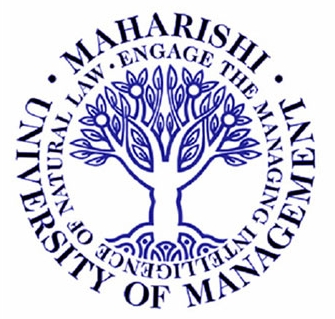 MAHARISHI • UNIVERSITY OF MANAGEMENT •
ENGAGE THE MANAGING INTELLIGENCE OF NATURAL LAW •